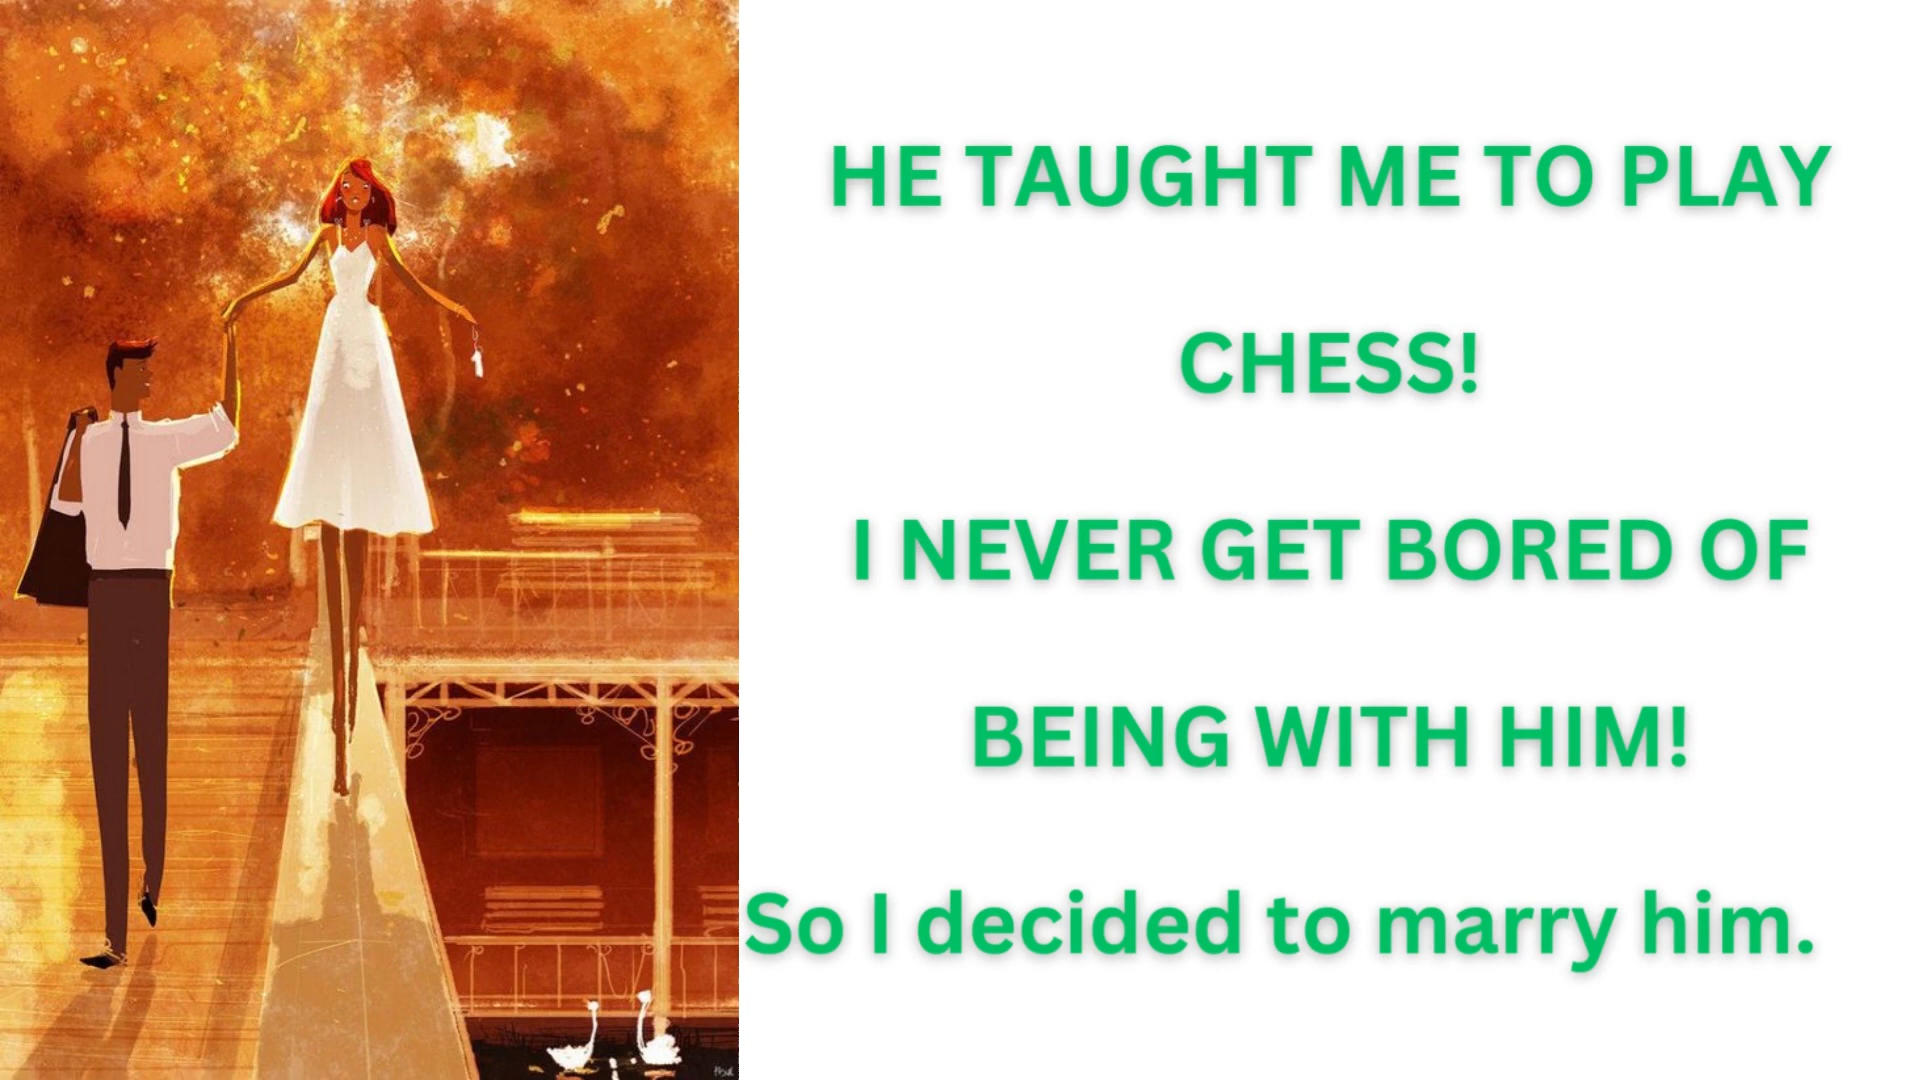 HE TAUGHT ME TO PLAY
CHESS!
I NEVER GET BORED OF
BEING WITH HIM!
So I decided to marry him.